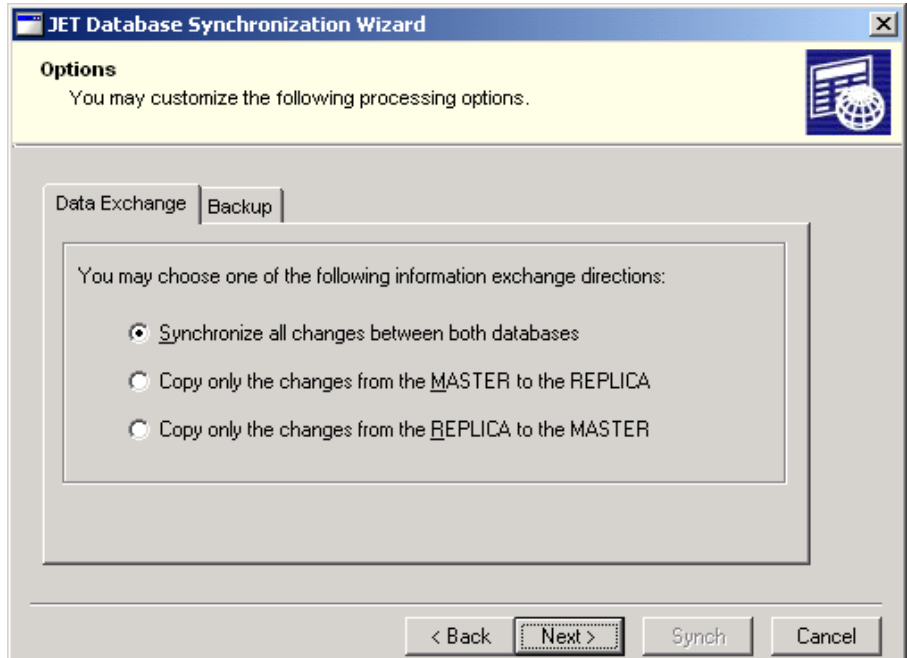 JET Database Synchronization Wizard
Options
You may customize the following processing options.
Data Exchange
Backup
You may choose one of the following information exchange directions:
Synchronize all changes between both databases
Copy only the changes from the MASTER to the REPLICA
Copy only the changes from the REPLICA to the MASTER
< Back
Next >
Synch
Cancel